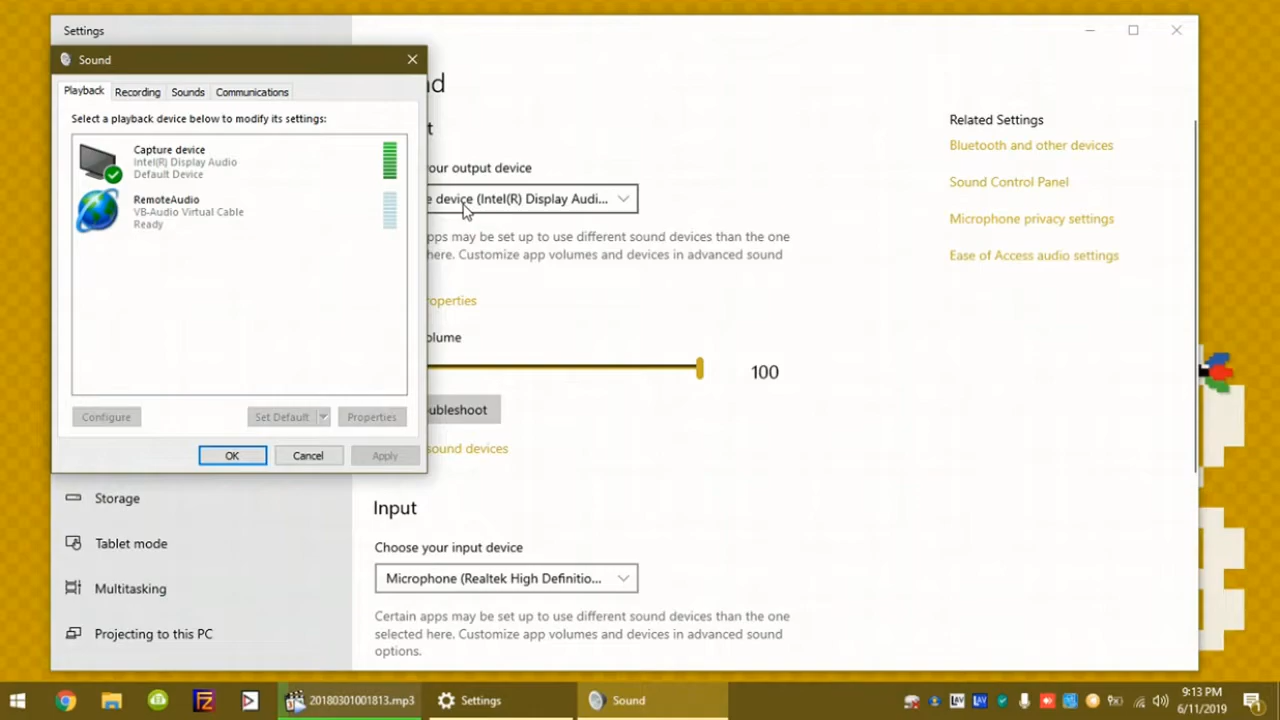 Settings
Sound
Playback
Recording
Sounds
Communications
Select a playback device below to modify its settings:
Capture device
Intel(R) Display Audio
Default Device
RemoteAudio
VB-Audio Virtual Cable
Ready
Configure
Set Default
Properties
OK
Cancel
Apply
nd
t
our output device
e device (Intel(R) Display Audi...
pps may be set up to use different sound devices than the one
here. Customize app volumes and devices in advanced sound
roperties
olume
100
ubleshoot
sound devices
Input
Choose your input device
Microphone (Realtek High Definitio...
Certain apps may be set up to use different sound devices than the one
selected here. Customize app volumes and devices in advanced sound
options.
Related Settings
Bluetooth and other devices
Sound Control Panel
Microphone privacy settings
Ease of Access audio settings
Storage
Tablet mode
Multitasking
Projecting to this PC
20180301001813.mp3
Settings
Sound
LAV
LAV
9:13 PM
6/11/2019